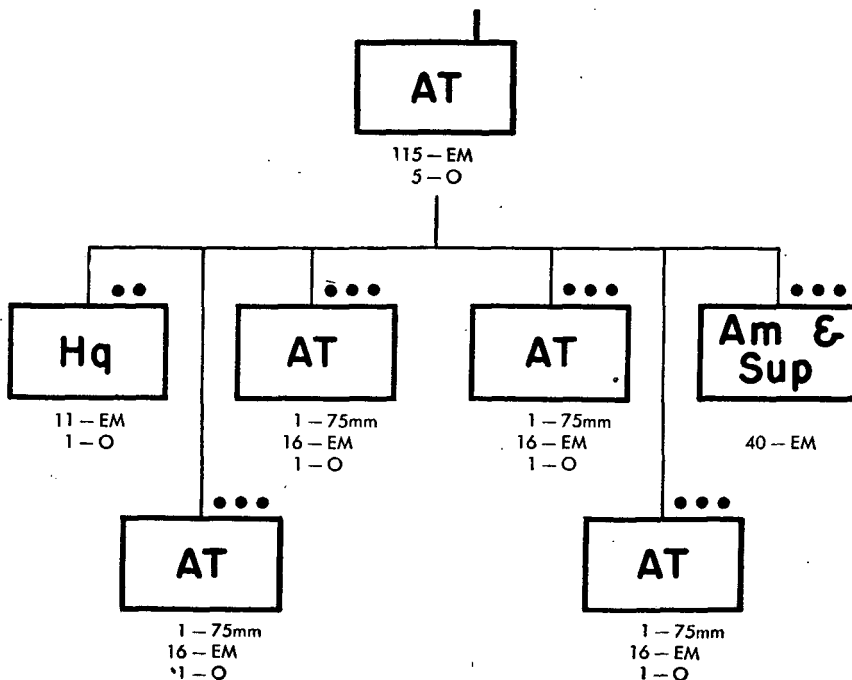 AT
115 — EM
5 — O
Hq
11 — EM
1 — O
AT
1 — 75mm
16 — EM
1 — O
AT
1 — 75mm
16 — EM
1 — O
Am &
Sup
40 — EM
AT
1 — 75mm
16 — EM
1 — O
AT
1 — 75mm
16 — EM
1 — O